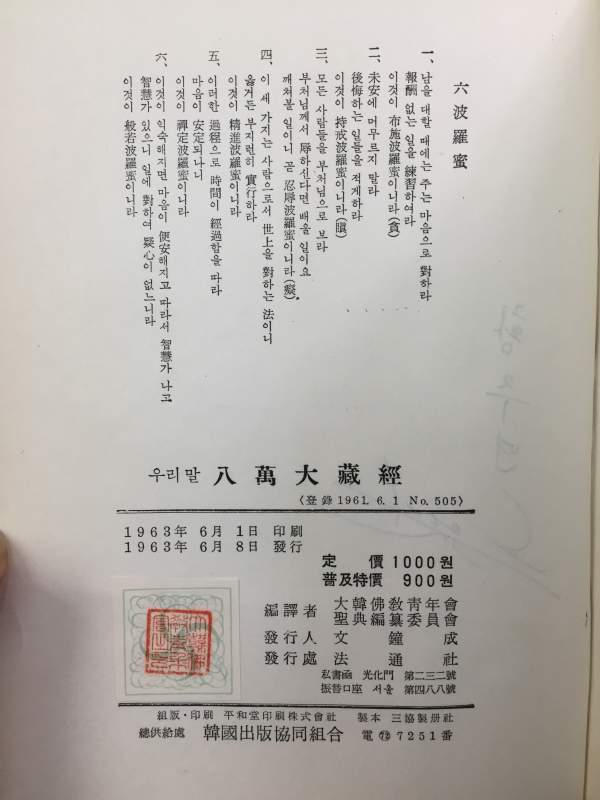 六波羅蜜
一、남을 대할 때에는 주는 마음으로 對하라
報酬 없는 일을 練習하여라
이것이 布施波羅蜜이니라(貪)
二、未安에 머무르지 말라
後悔하는 일들을 적게하라
이것이 持戒波羅蜜이니라(瞋)
三、모든 사람들을 부처님으로 보라
부처님께서 辱하신다면 배울 일이요
깨쳐볼 일이니 곧 忍辱波羅蜜이니라(癡)。
四、이 세 가지는 사람으로서 世上을 對하는 法이니
옳거든 부지런히 實行하라
이것이 精進波羅蜜이니라
五、이러한 過程으로 時間이 經過함을 따라
마음이 安定되나니
이것이 禪定波羅蜜이니라
六、이것이 익숙해지면 마음이 便安해지고 따라서 智慧가 나고
智慧가 있으니 일에 對하여 疑心이 없느니라
이것이 般若波羅蜜이니라
우리말 八萬大藏經
〈登錄 1961. 6. 1 No. 505〉
1963年 6月 1日 印刷
1963年 6月 8日 發行
定 價 1000원
普及特價 900원
編譯者 大韓佛敎靑年會
聖典編纂委員會
發行人 文鐘成
發行處 法通社
私書函 光化門 第二三二號
振替口座 서울 第四八八號
組版·印刷 平和堂印刷株式會社 製本 三協製册社
總供給處 韓國出版協同組合 電 ㊆ 7251番